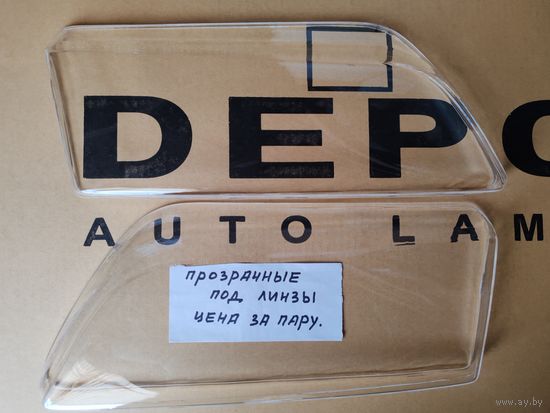 DEPO
AUTO LAM
ПРОЗРАЧНЫЕ
ПОД ЛИНЗЫ
ЦЕНА ЗА ПАРУ.
www.ay.by